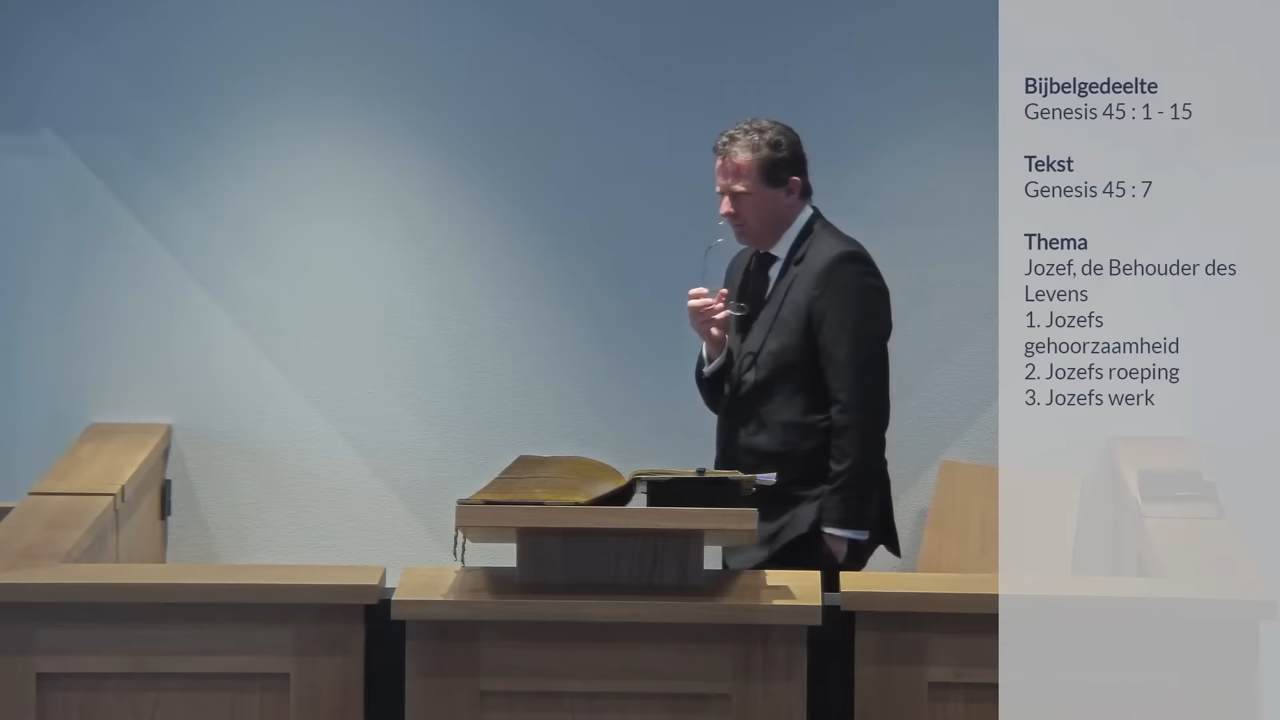 Bijbelgedeelte
Genesis 45 : 1 - 15
Tekst
Genesis 45 : 7
Thema
Jozef, de Behouder des
Levens
1. Jozefs
gehoorzaamheid
2. Jozefs roeping
3. Jozefs werk